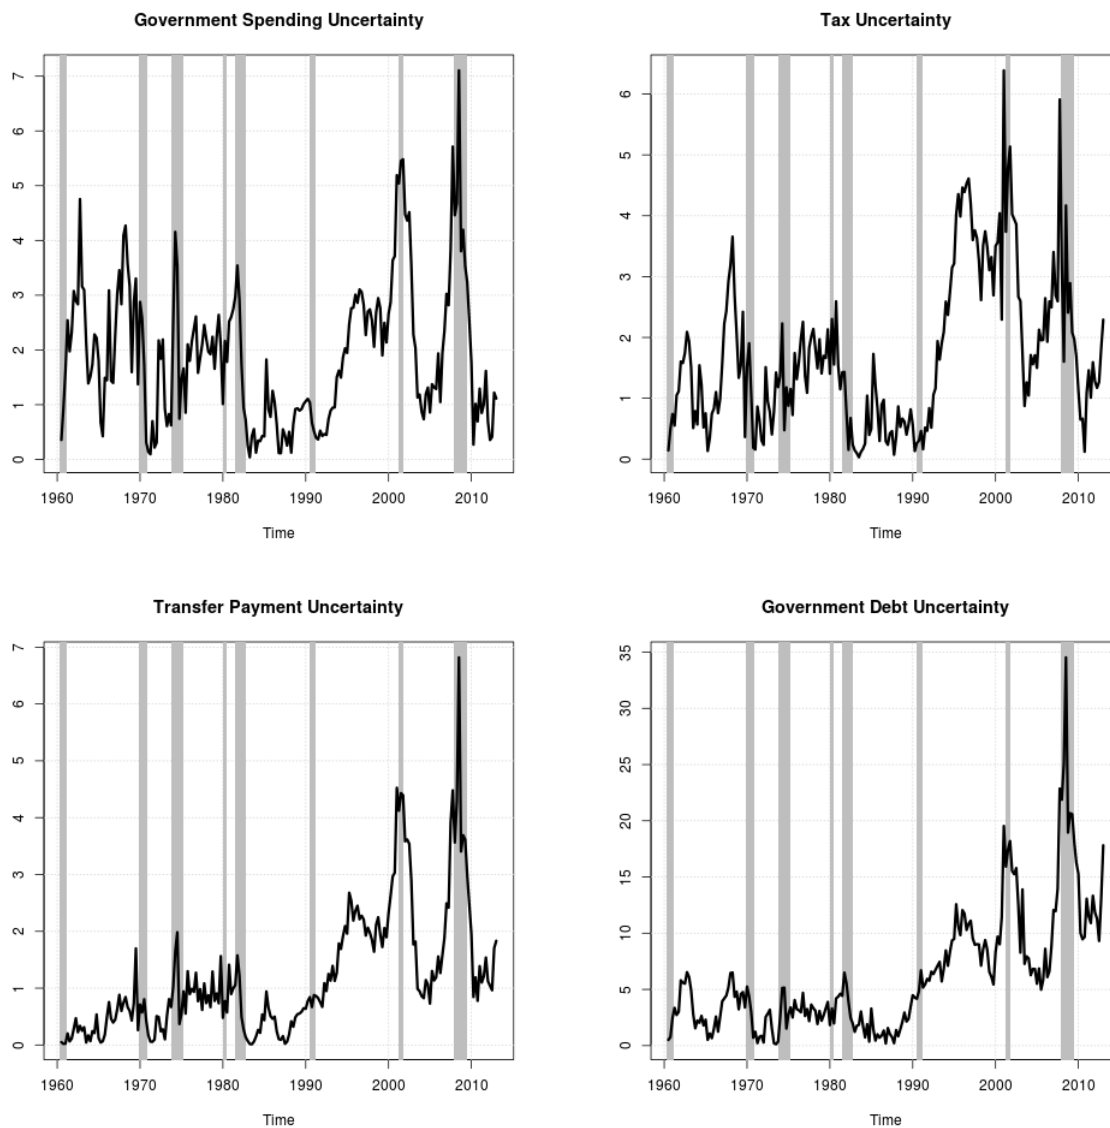 Government Spending Uncertainty
7
6
5
4
3
2
1
0
1960 1970 1980 1990 2000 2010
Time
Tax Uncertainty
6
5
4
3
2
1
0
1960 1970 1980 1990 2000 2010
Time
Transfer Payment Uncertainty
7
6
5
4
3
2
1
0
1960 1970 1980 1990 2000 2010
Time
Government Debt Uncertainty
35
30
25
20
15
10
5
0
1960 1970 1980 1990 2000 2010
Time